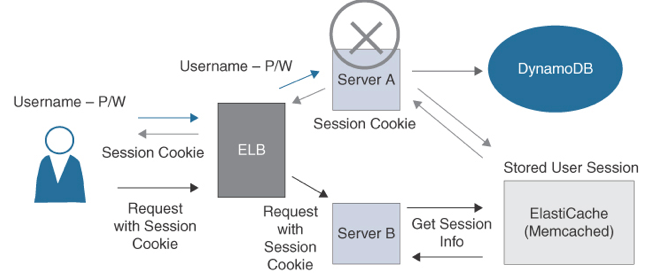 Username – P/W
Session Cookie
Request
with Session
Cookie
ELB
Username – P/W
Server A
Session Cookie
DynamoDB
Request
with
Session
Cookie
Server B
Get Session
Info
Stored User Session
ElastiCache
(Memcached)